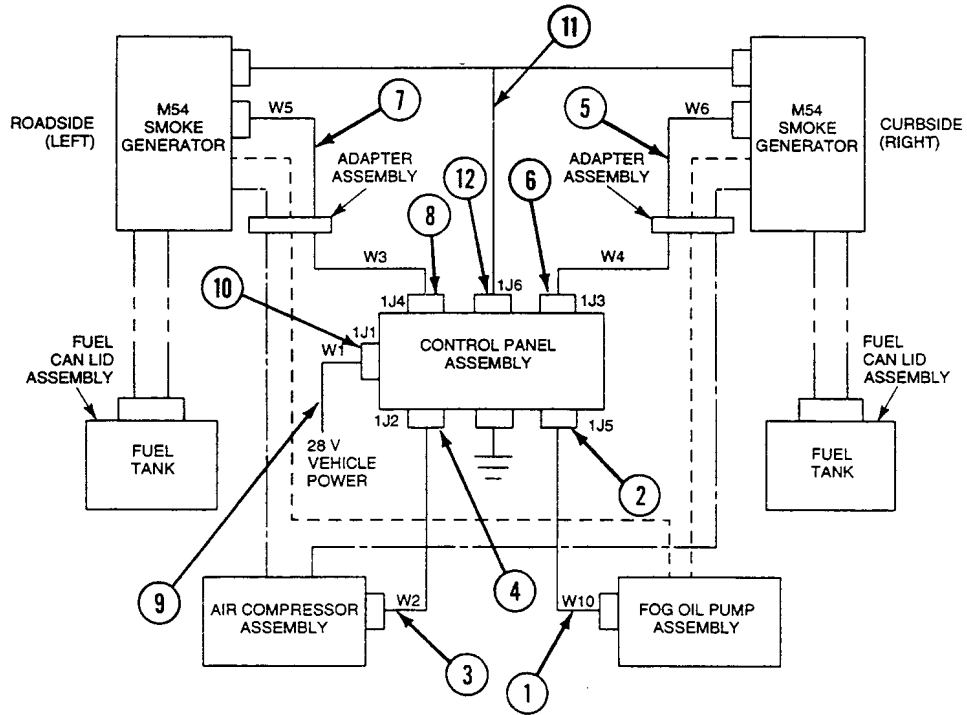 11
M54
SMOKE
GENERATOR
ROADSIDE
(LEFT)
W5
7
5
W6
M54
SMOKE
GENERATOR
CURBSIDE
(RIGHT)
ADAPTER
ASSEMBLY
12
6
ADAPTER
ASSEMBLY
8
W3
W4
10
1J4
1J6
1J3
1J1
W1
CONTROL PANEL
ASSEMBLY
FUEL
CAN LID
ASSEMBLY
FUEL
CAN LID
ASSEMBLY
1J2
1J5
28 V
VEHICLE
POWER
FUEL
TANK
FUEL
TANK
2
9
4
AIR COMPRESSOR
ASSEMBLY
W2
W10
FOG OIL PUMP
ASSEMBLY
3
1